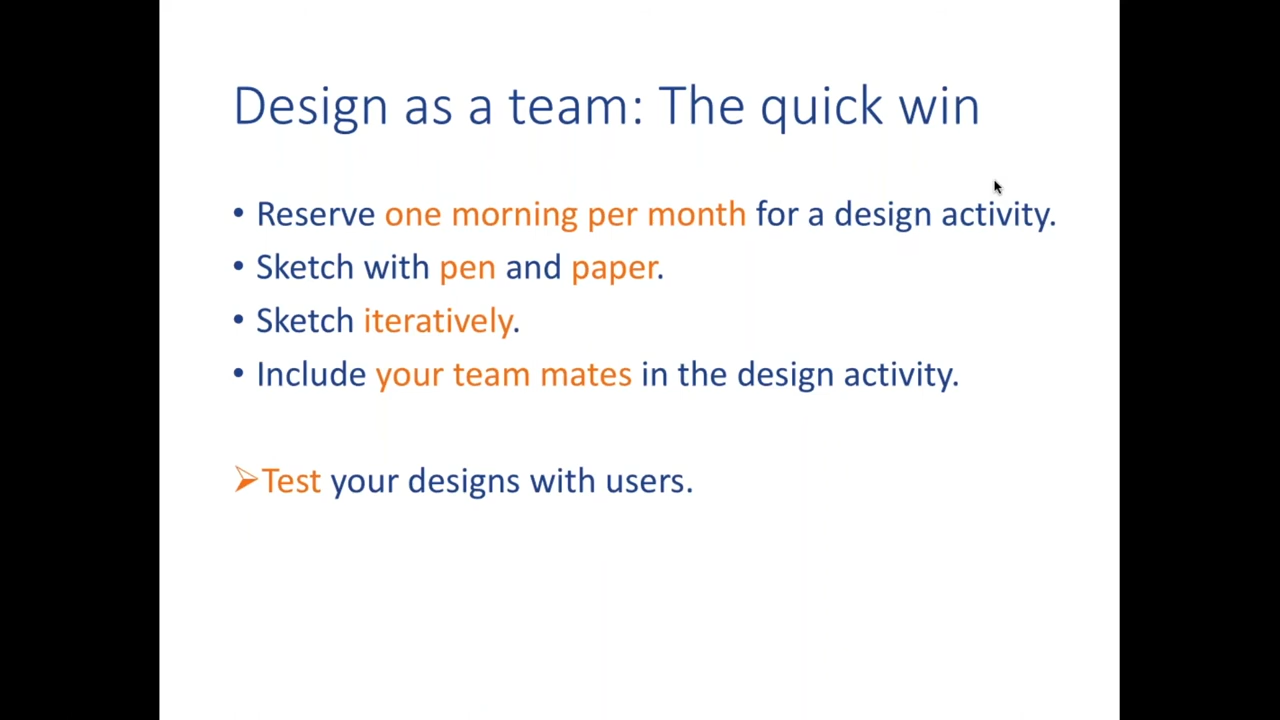 Design as a team: The quick win
• Reserve one morning per month for a design activity.
• Sketch with pen and paper.
• Sketch iteratively.
• Include your team mates in the design activity.
➢Test your designs with users.